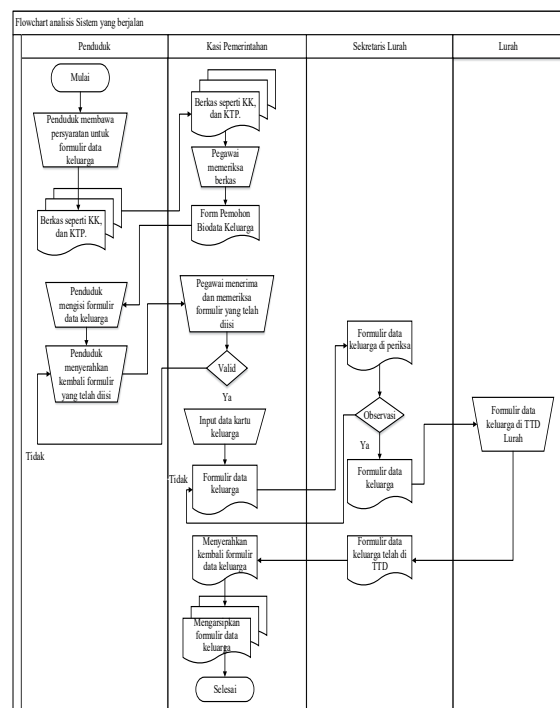 Flowchart analisis Sistem yang berjalan
Penduduk
Kasi Pemerintahan
Sekretaris Lurah
Lurah
Mulai
Penduduk membawa
persyaratan untuk
formulir data
keluarga
Berkas seperti KK,
dan KTP.
Berkas seperti KK,
dan KTP.
Pegawai
memeriksa
berkas
Form Pemohon
Biodata Keluarga
Penduduk
mengisi formulir
data keluarga
Penduduk
menyerahkan
kembali formulir
yang telah diisi
Tidak
Pegawai menerima
dan memeriksa
formulir yang telah
diisi
Valid
Ya
Input data kartu
keluarga
Tidak
Formulir data
keluarga
Formulir data
keluarga di periksa
Observasi
Ya
Formulir data
keluarga
Formulir data
keluarga di TTD
Lurah
Formulir data
keluarga telah di
TTD
Menyerahkan
kembali formulir
data keluarga
Mengarsipkan
formulir data
keluarga
Selesai